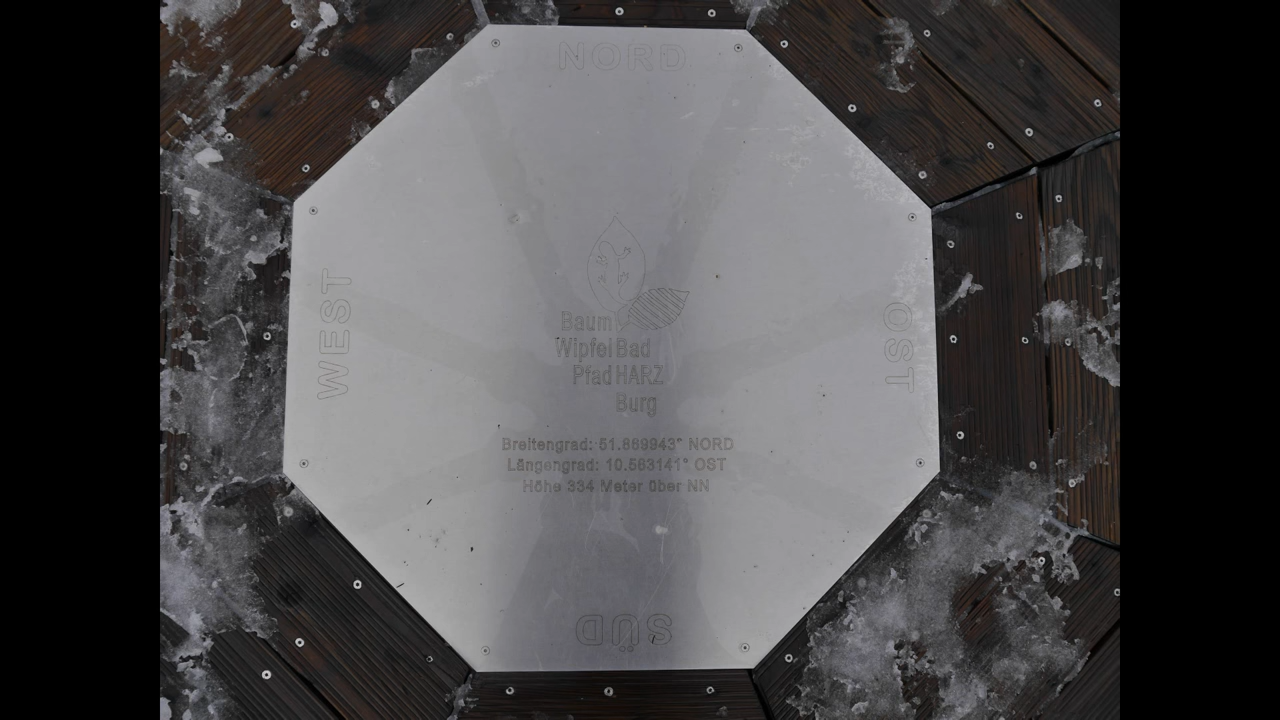 NORD
WEST
OST
Baum
Wipfel Bad
Pfad HARZ
Burg
Breitengrad: 51.889943° NORD
Längengrad: 10.563141° OST
Höhe 334 Meter über NN
SÜD